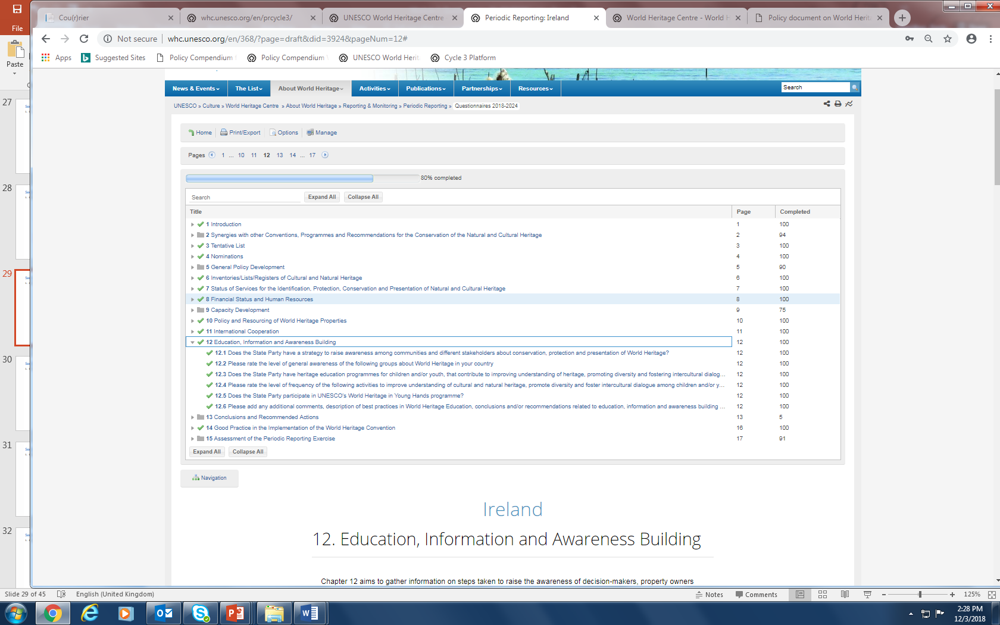 File
Paste
27
28
29
30
31
32
Cou(r)rier
whc.unesco.org/en/prcycle3/
UNESCO World Heritage Centre
Periodic Reporting: Ireland
World Heritage Centre - World H
Policy document on World Herit
Not secure | whc.unesco.org/en/368/?page=draft&did=3924&pageNum=12#
Apps Suggested Sites Policy Compendium Policy Compendium UNESCO World Herit Cycle 3 Platform
News & Events The List About World Heritage Activities Publications Partnerships Resources Search
UNESCO » Culture » World Heritage Centre » About World Heritage » Reporting & Monitoring » Periodic Reporting » Questionnaires 2018-2024
Home Print/Export Options Manage
Pages 1 ... 10 11 12 13 14 ... 17
80% completed
Search Expand All Collapse All
Title Page Completed
1 Introduction 1 100
2 Synergies with other Conventions, Programmes and Recommendations for the Conservation of the Natural and Cultural Heritage 2 94
3 Tentative List 3 100
4 Nominations 4 100
5 General Policy Development 5 90
6 Inventories/Lists/Registers of Cultural and Natural Heritage 6 100
7 Status of Services for the Identification, Protection, Conservation and Presentation of Natural and Cultural Heritage 7 100
8 Financial Status and Human Resources 8 100
9 Capacity Development 9 75
10 Policy and Resourcing of World Heritage Properties 10 100
11 International Cooperation 11 100
12 Education, Information and Awareness Building 12 100
12.1 Does the State Party have a strategy to raise awareness among communities and different stakeholders about conservation, protection and presentation of World Heritage? 12 100
12.2 Please rate the level of general awareness of the following groups about World Heritage in your country 12 100
12.3 Does the State Party have heritage education programmes for children and/or youth, that contribute to improving understanding of heritage, promoting diversity and fostering intercultural dialog... 12 100
12.4 Please rate the level of frequency of the following activities to improve understanding of cultural and natural heritage, promote diversity and foster intercultural dialogue among children and/or y... 12 100
12.5 Does the State Party participate in UNESCO's World Heritage in Young Hands programme? 12 100
12.6 Please add any additional comments, description of best practices in World Heritage Education, conclusions and/or recommendations related to education, information and awareness building ... 12 100
13 Conclusions and Recommended Actions 13 5
14 Good Practice in the Implementation of the World Heritage Convention 16 100
15 Assessment of the Periodic Reporting Exercise 17 91
Expand All Collapse All
Navigation
Ireland
12. Education, Information and Awareness Building
Chapter 12 aims to gather information on steps taken to raise the awareness of decision-makers, property owners
Slide 29 of 45 English (United Kingdom) Notes Comments 125%
2:28 PM
12/3/2018